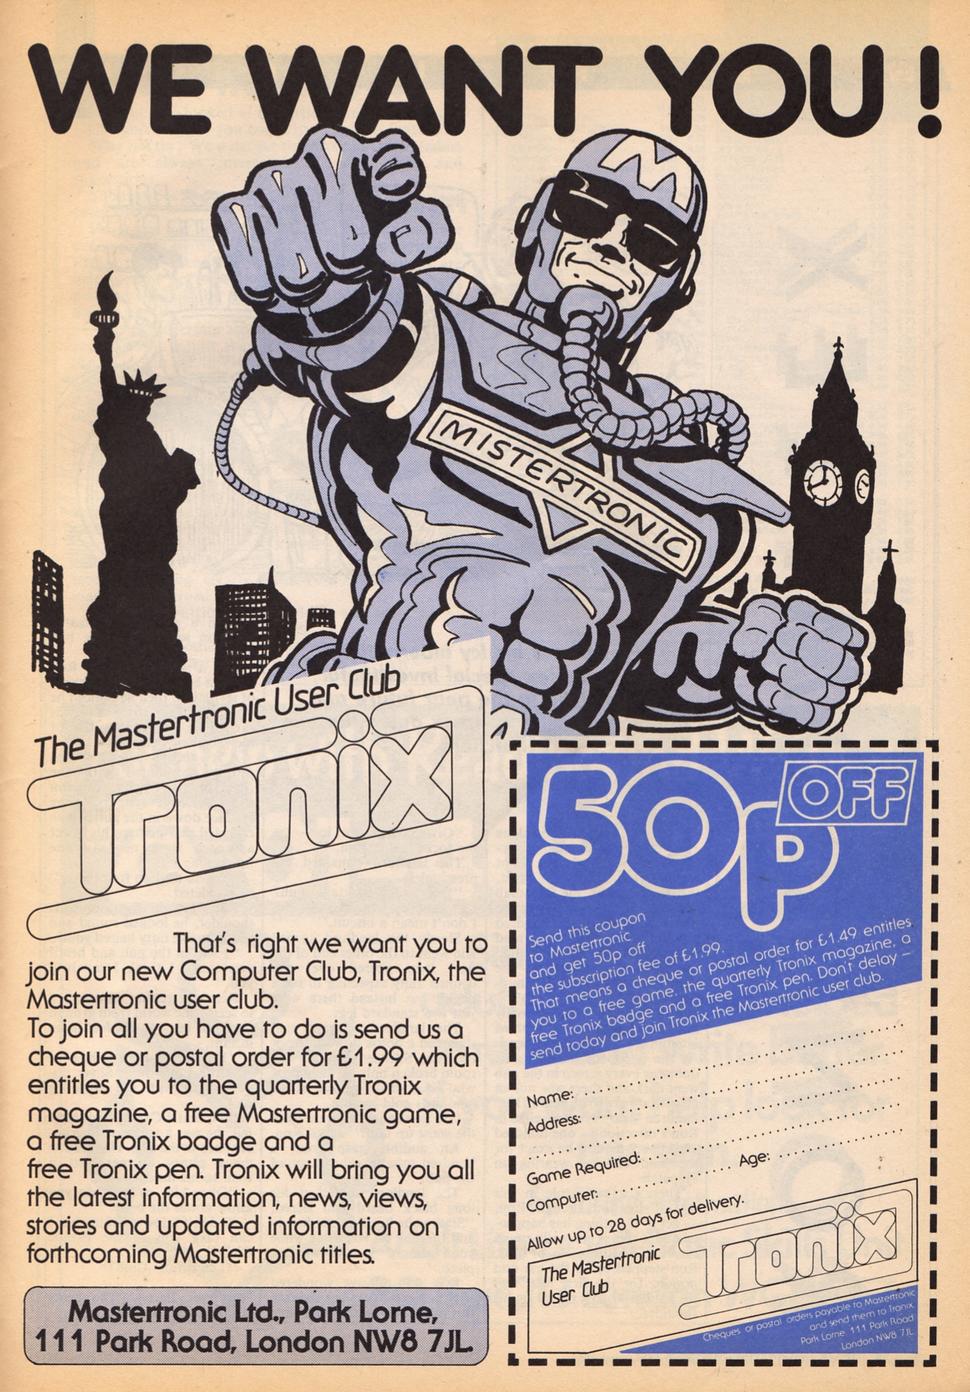 WE WANT YOU!
M
MISTERTRONIC
The Mastertronic User Club
Tronix
That's right we want you to
join our new Computer Club, Tronix, the
Mastertronic user club.
To join all you have to do is send us a
cheque or postal order for £1.99 which
entitles you to the quarterly Tronix
magazine, a free Mastertronic game,
a free Tronix badge and a
free Tronix pen. Tronix will bring you all
the latest information, news, views,
stories and updated information on
forthcoming Mastertronic titles.
Mastertronic Ltd., Park Lorne,
111 Park Road, London NW8 7JL.
50p OFF
Send this coupon
to Mastertronic
and get 50p off
the subscription fee of £1.99.
That means a cheque or postal order for £1.49 entitles
you to a free game, the quarterly Tronix magazine, a
free Tronix badge and a free Tronix pen. Don't delay –
send today and join Tronix the Mastertronic user club.
Name:
Address:
Game Required:
Computer: Age:
Allow up to 28 days for delivery.
The Mastertronic
User Club
Tronix
Cheques or postal orders payable to Mastertronic
and send them to Tronix
Park Lorne 111 Park Road
London NW8 7JL